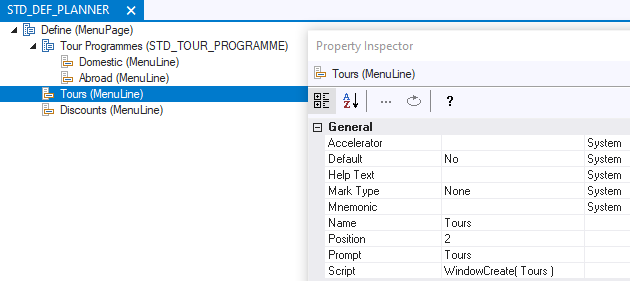 STD_DEF_PLANNER
Define (MenuPage)
Tour Programmes (STD_TOUR_PROGRAMME)
Domestic (MenuLine)
Abroad (MenuLine)
Tours (MenuLine)
Discounts (MenuLine)
Property Inspector
Tours (MenuLine)
A Z ... ?
General
Accelerator System
Default No System
Help Text System
Mark Type None System
Mnemonic System
Name Tours
Position 2
Prompt Tours
Script WindowCreate( Tours )